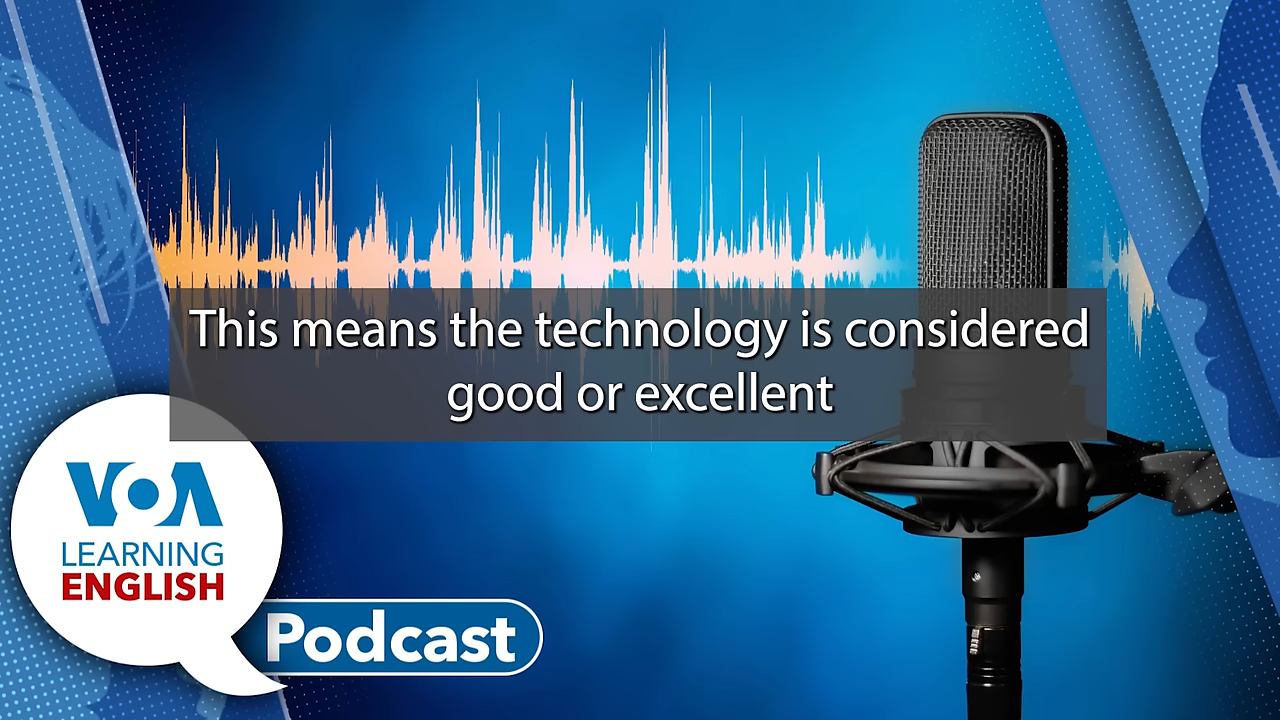 This means the technology is considered
good or excellent
VOA
LEARNING
ENGLISH
Podcast